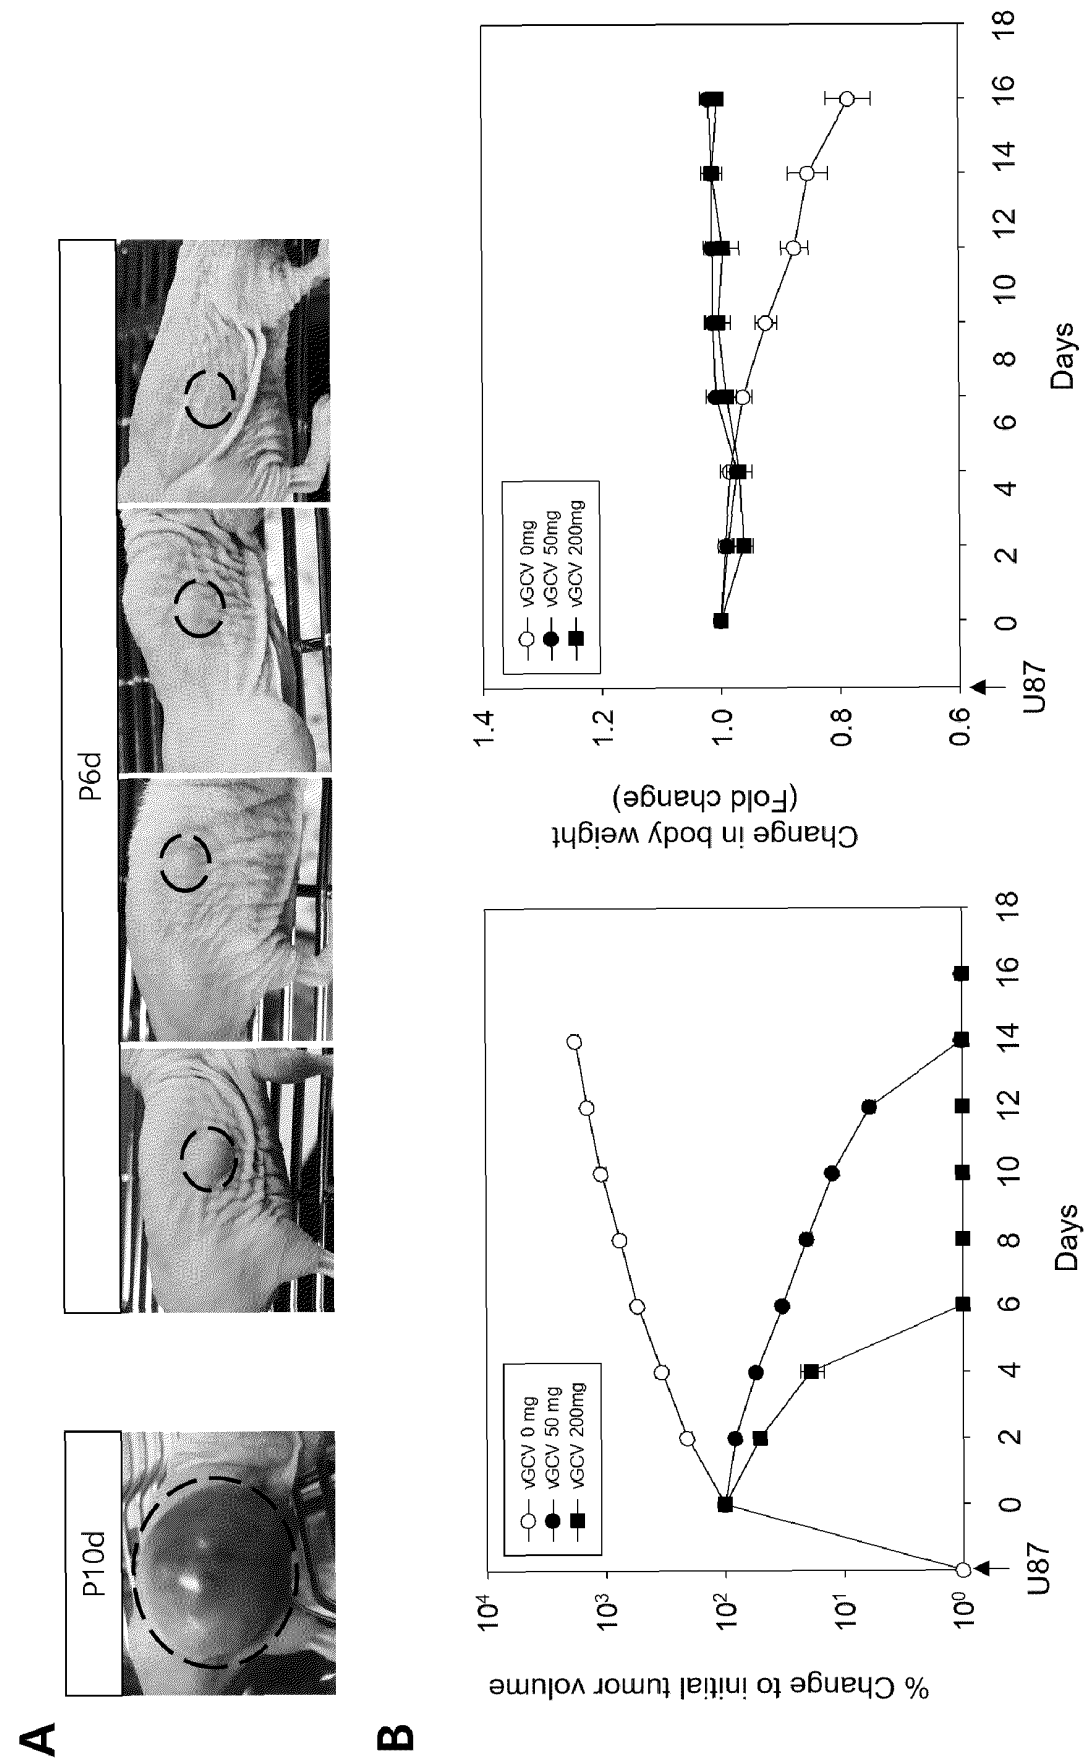 A
P10d
P6d
B
% Change to initial tumor volume
10⁴
10³
10²
10¹
10⁰
vGCV 0 mg
vGCV 50 mg
vGCV 200mg
U87
0 2 4 6 8 10 12 14 16 18
Days
Change in body weight
(Fold change)
1.4
1.2
1.0
0.8
0.6
vGCV 0mg
vGCV 50mg
vGCV 200mg
U87
0 2 4 6 8 10 12 14 16 18
Days